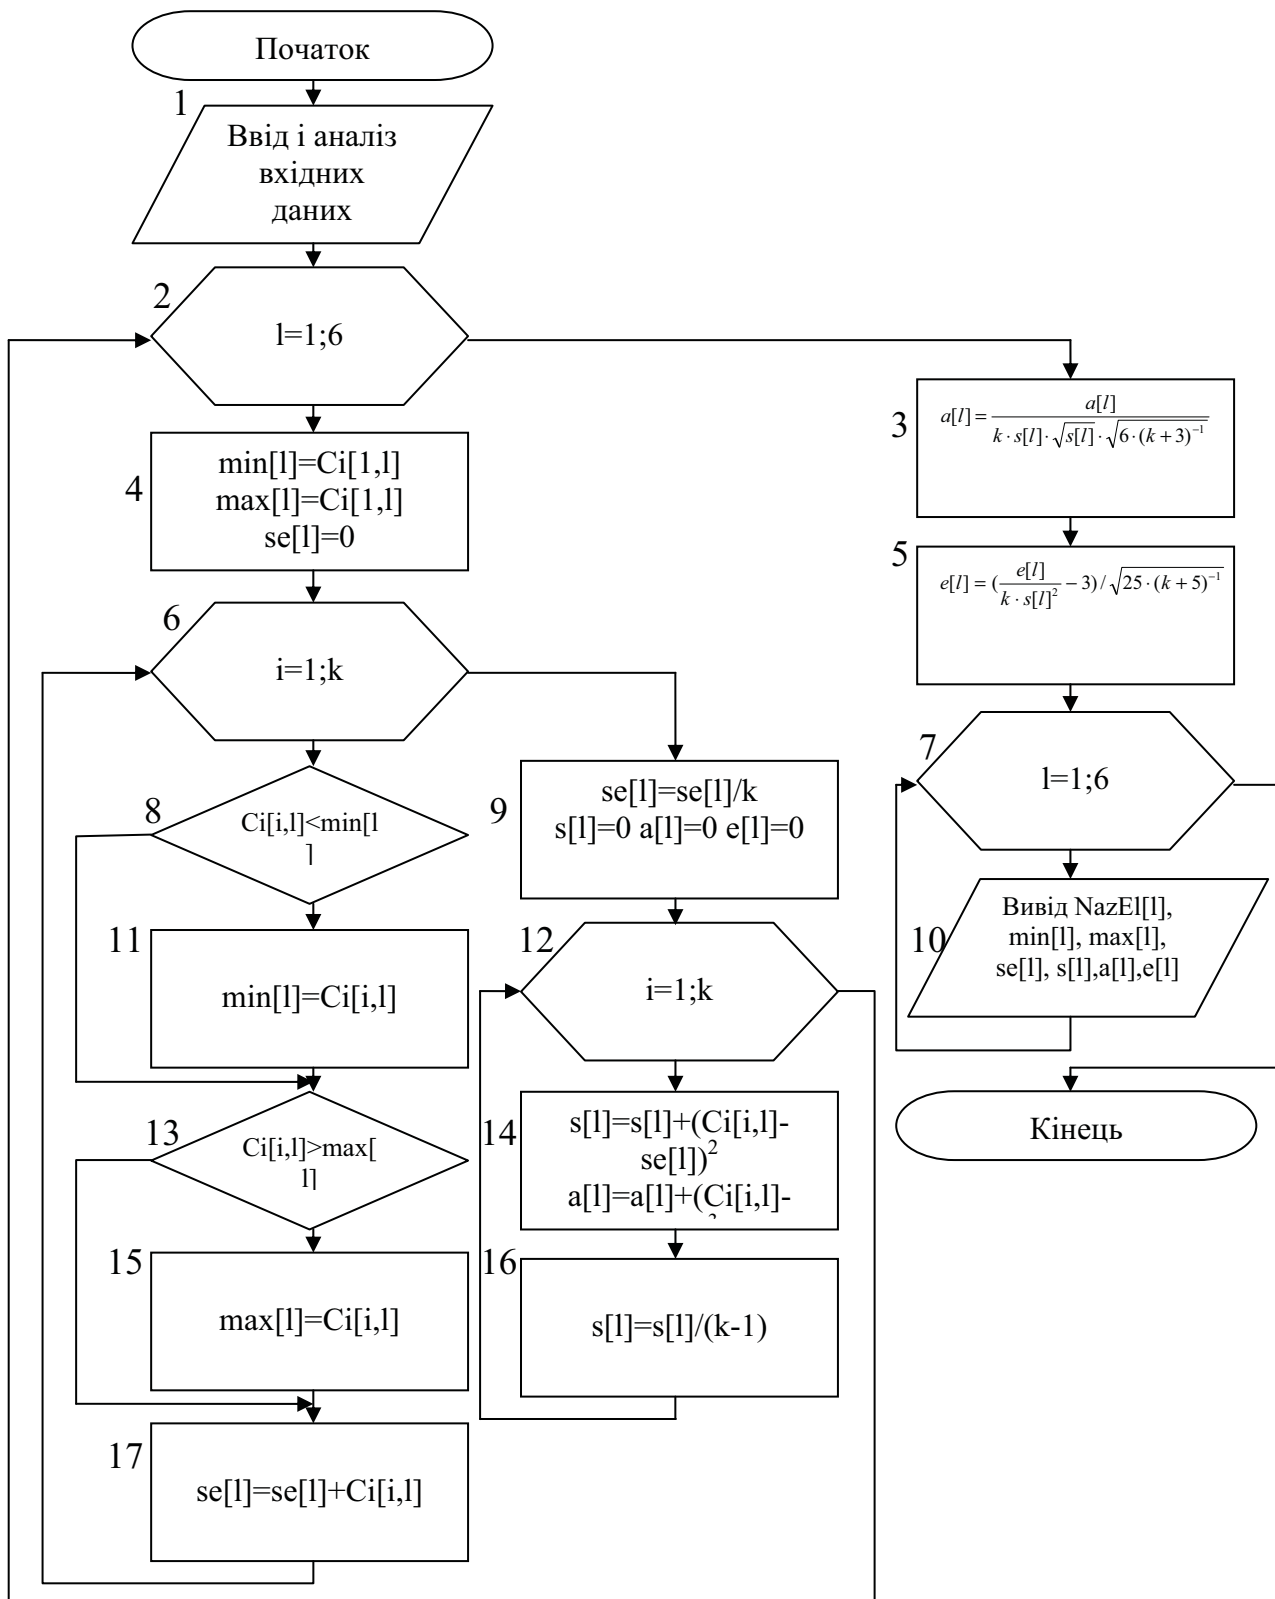 Початок
1
Ввід і аналіз
вхідних
даних
2
l=1;6
3
a[l] = a[l] / (k · s[l] · √s[l] · √(6 · (k + 3)⁻¹))
4
min[l]=Ci[1,l]
max[l]=Ci[1,l]
se[l]=0
5
e[l] = (e[l] / (k · s[l]²) − 3) / √(25 · (k + 5)⁻¹)
6
i=1;k
7
l=1;6
8
Ci[i,l]<min[l
]
9
se[l]=se[l]/k
s[l]=0 a[l]=0 e[l]=0
10
Вивід NazEl[l],
min[l], max[l],
se[l], s[l],a[l],e[l]
11
min[l]=Ci[i,l]
12
i=1;k
Кінець
13
Ci[i,l]>max[
l]
14
s[l]=s[l]+(Ci[i,l]-
se[l])²
a[l]=a[l]+(Ci[i,l]-
15
max[l]=Ci[i,l]
16
s[l]=s[l]/(k-1)
17
se[l]=se[l]+Ci[i,l]